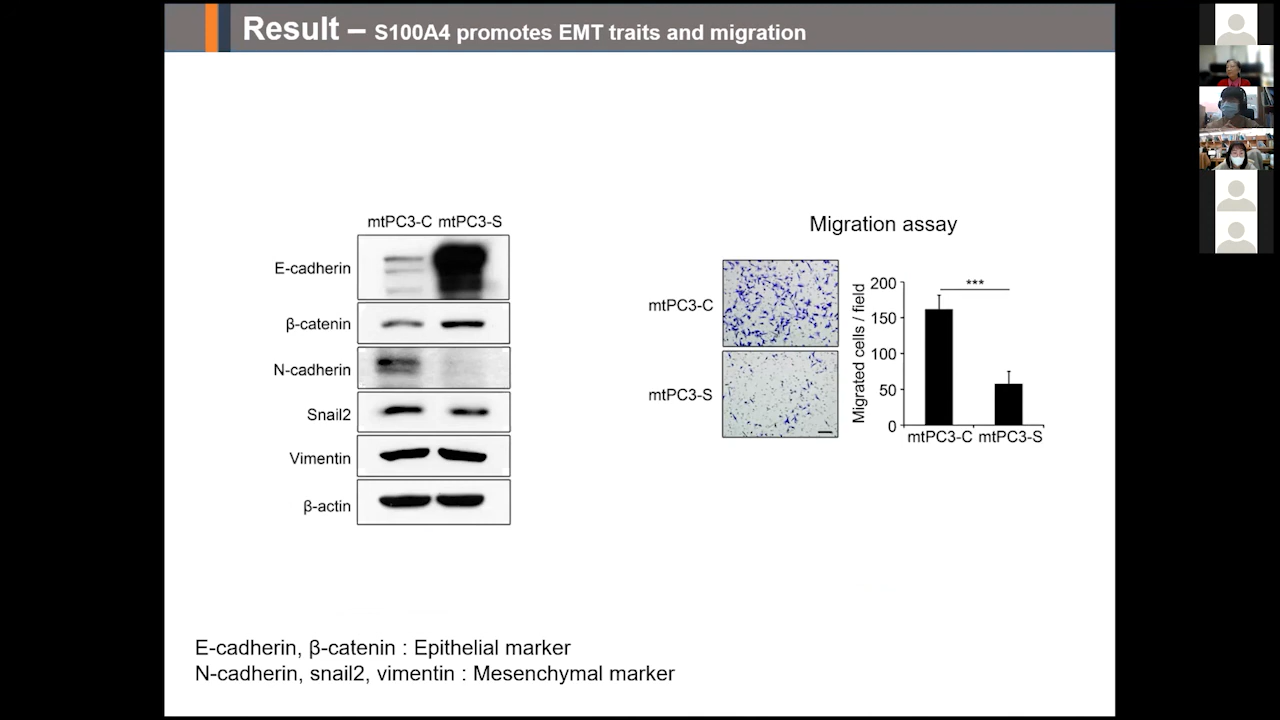 Result – S100A4 promotes EMT traits and migration
mtPC3-C mtPC3-S
E-cadherin
β-catenin
N-cadherin
Snail2
Vimentin
β-actin
Migration assay
mtPC3-C
mtPC3-S
Migrated cells / field
200
150
100
50
0
***
mtPC3-C mtPC3-S
E-cadherin, β-catenin : Epithelial marker
N-cadherin, snail2, vimentin : Mesenchymal marker